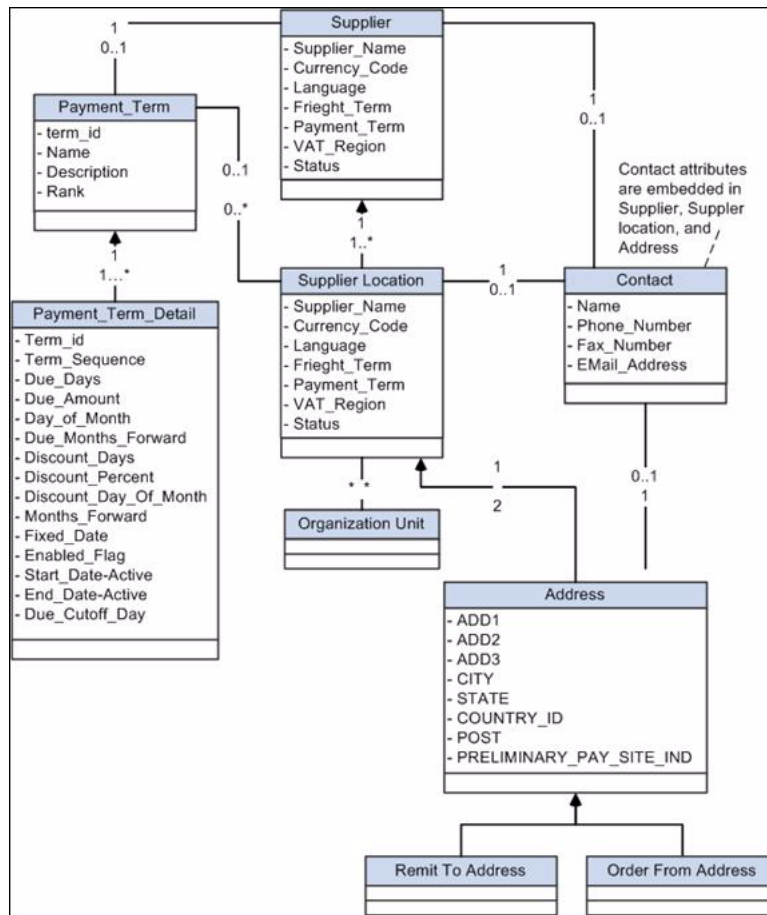 Supplier
- Supplier_Name
- Currency_Code
- Language
- Frieght_Term
- Payment_Term
- VAT_Region
- Status
1
0..1
Payment_Term
- term_id
- Name
- Description
- Rank
0..1
0..*
1
0..1
Contact attributes
are embedded in
Supplier, Suppler
location, and
Address
1
1..*
1
1...*
Supplier Location
- Supplier_Name
- Currency_Code
- Language
- Frieght_Term
- Payment_Term
- VAT_Region
- Status
1
0..1
Contact
- Name
- Phone_Number
- Fax_Number
- EMail_Address
Payment_Term_Detail
- Term_id
- Term_Sequence
- Due_Days
- Due_Amount
- Day_of_Month
- Due_Months_Forward
- Discount_Days
- Discount_Percent
- Discount_Day_Of_Month
- Months_Forward
- Fixed_Date
- Enabled_Flag
- Start_Date-Active
- End_Date-Active
- Due_Cutoff_Day
* *
Organization Unit
1
2
0..1
1
Address
- ADD1
- ADD2
- ADD3
- CITY
- STATE
- COUNTRY_ID
- POST
- PRELIMINARY_PAY_SITE_IND
Remit To Address
Order From Address